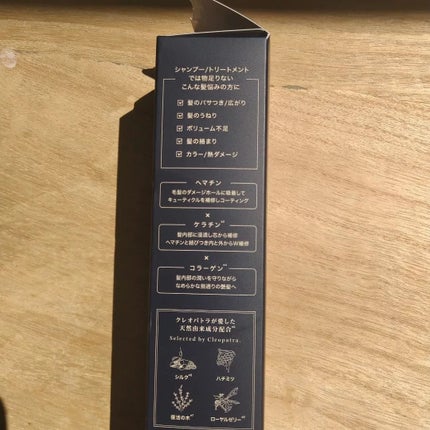 シャンプー/トリートメント
では物足りない
こんな髪悩みの方に
髪のパサつき/広がり
髪のうねり
ボリューム不足
髪の絡まり
カラー/熱ダメージ
ヘマチン
毛髪のダメージホールに吸着して
キューティクルを補修しコーティング
×
ケラチン
髪内部に浸透し芯から補修
ヘマチンと結びつき内と外からW補修
×
コラーゲン
髪内部の潤いを守りながら
なめらかな指通りの艶髪へ
クレオパトラが愛した
天然由来成分配合
Selected by Cleopatra.
シルク
ハチミツ
復活の木
ローヤルゼリー